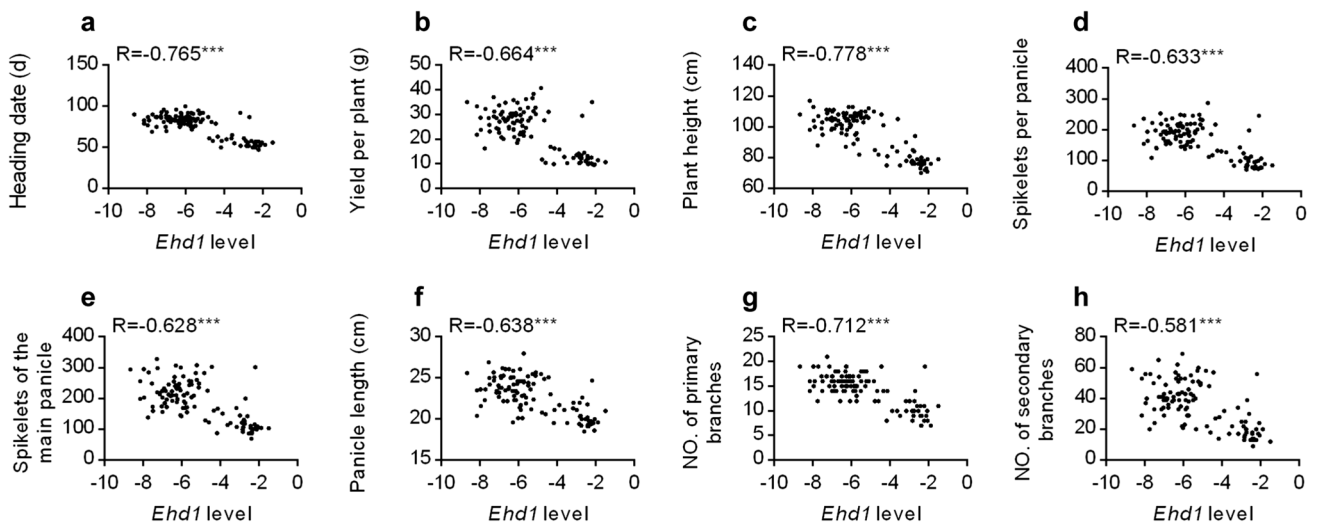 a
R=-0.765***
Heading date (d)
150
100
50
0
-10 -8 -6 -4 -2 0
Ehd1 level
b
R=-0.664***
Yield per plant (g)
50
40
30
20
10
0
-10 -8 -6 -4 -2 0
Ehd1 level
c
R=-0.778***
Plant height (cm)
140
120
100
80
60
-10 -8 -6 -4 -2 0
Ehd1 level
d
R=-0.633***
Spikelets per panicle
400
300
200
100
0
-10 -8 -6 -4 -2 0
Ehd1 level
e
R=-0.628***
Spikelets of the
main panicle
400
300
200
100
0
-10 -8 -6 -4 -2 0
Ehd1 level
f
R=-0.638***
Panicle length (cm)
30
25
20
15
-10 -8 -6 -4 -2 0
Ehd1 level
g
R=-0.712***
NO. of primary
branches
25
20
15
10
5
0
-10 -8 -6 -4 -2 0
Ehd1 level
h
R=-0.581***
NO. of secondary
branches
80
60
40
20
0
-10 -8 -6 -4 -2 0
Ehd1 level